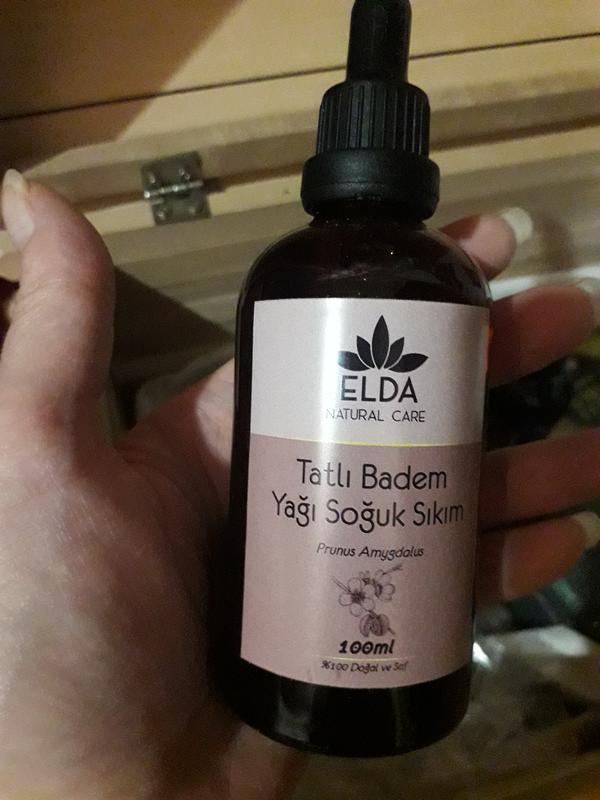 ELDA
NATURAL CARE
Tatlı Badem
Yağı Soğuk Sıkım
Prunus Amygdalus
100ml
%100 Doğal ve Saf